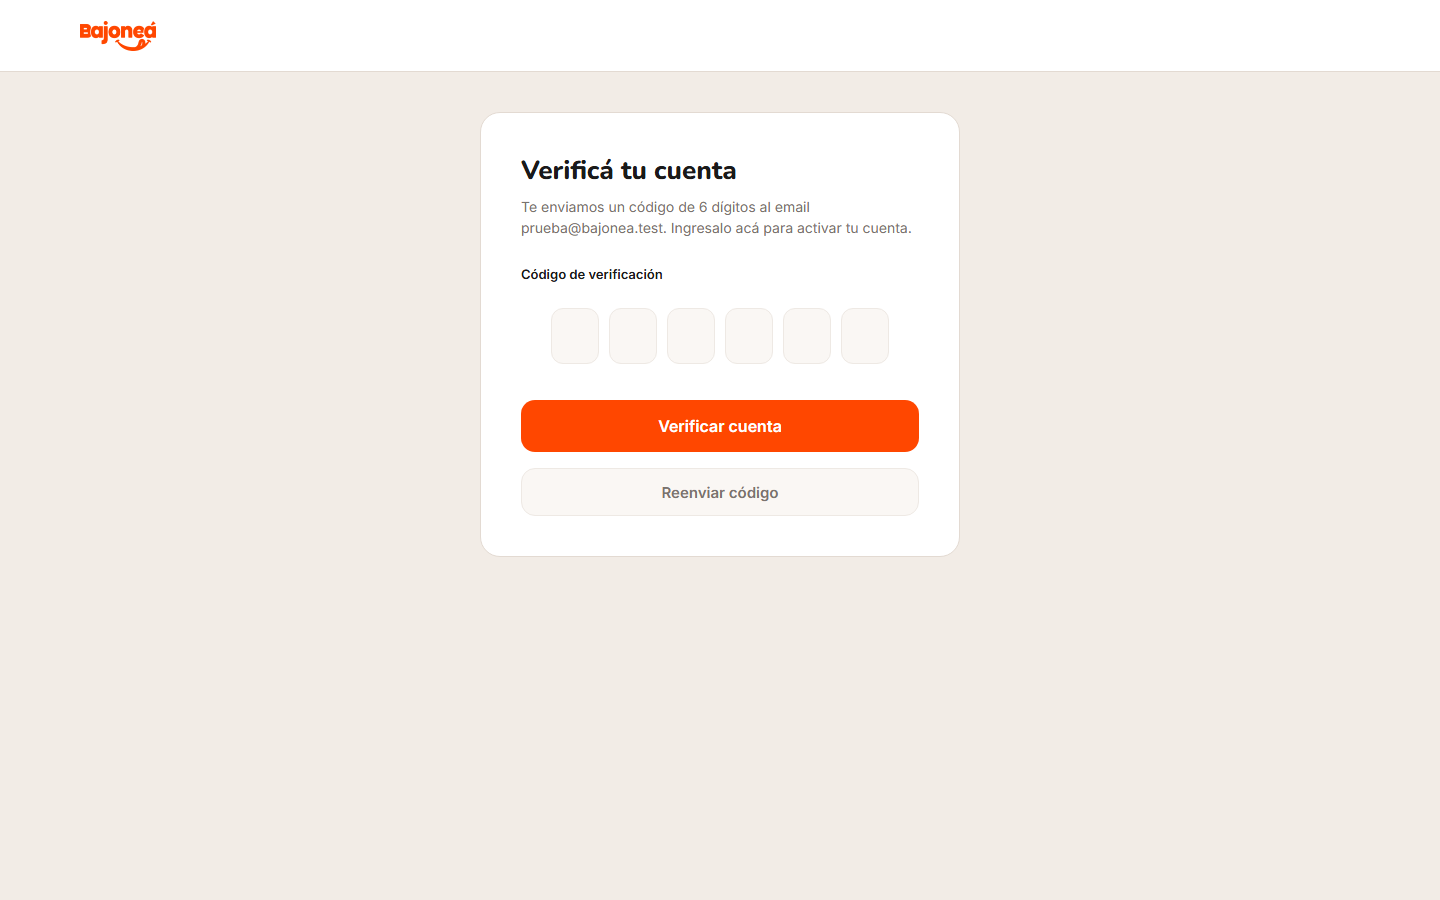 Bajoneá
Verificá tu cuenta
Te enviamos un código de 6 dígitos al email
prueba@bajonea.test. Ingresalo acá para activar tu cuenta.
Código de verificación
Verificar cuenta
Reenviar código